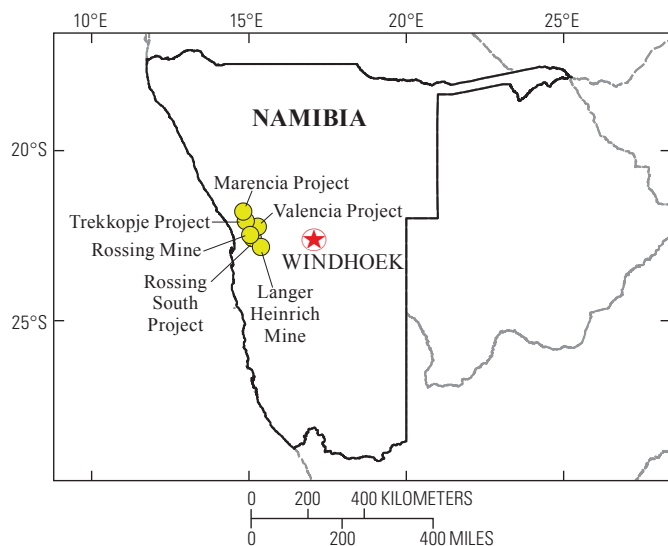 10°E 15°E 20°E 25°E
20°S
25°S
NAMIBIA
Marencia Project
Trekkopje Project
Valencia Project
Rossing Mine
WINDHOEK
Rossing
South
Project
Langer
Heinrich
Mine
0 200 400 KILOMETERS
0 200 400 MILES